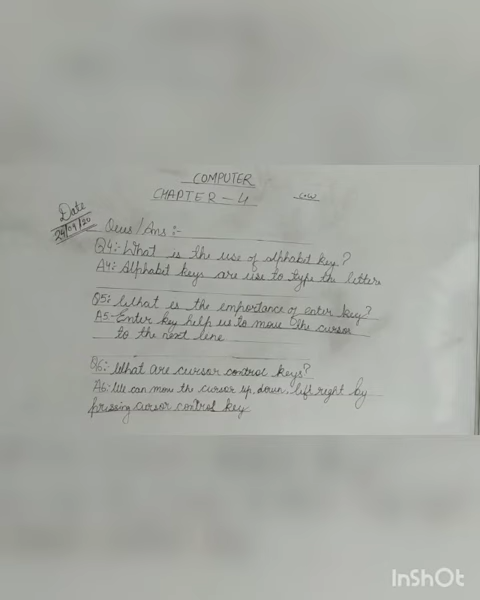 COMPUTER
CHAPTER - 4
C.W
Date
24/09/20
Ques/Ans :-
Q4:- What is the use of alphabet key?
A4:- Alphabet keys are use to type the letters
Q5:- What is the emportance of enter key?
A5- Enter key help us to move the cursor
to the next line
Q6:- What are cursor control keys?
A6:- We can move the cursor up, down, left right by
pressing cursor control key
InShOt